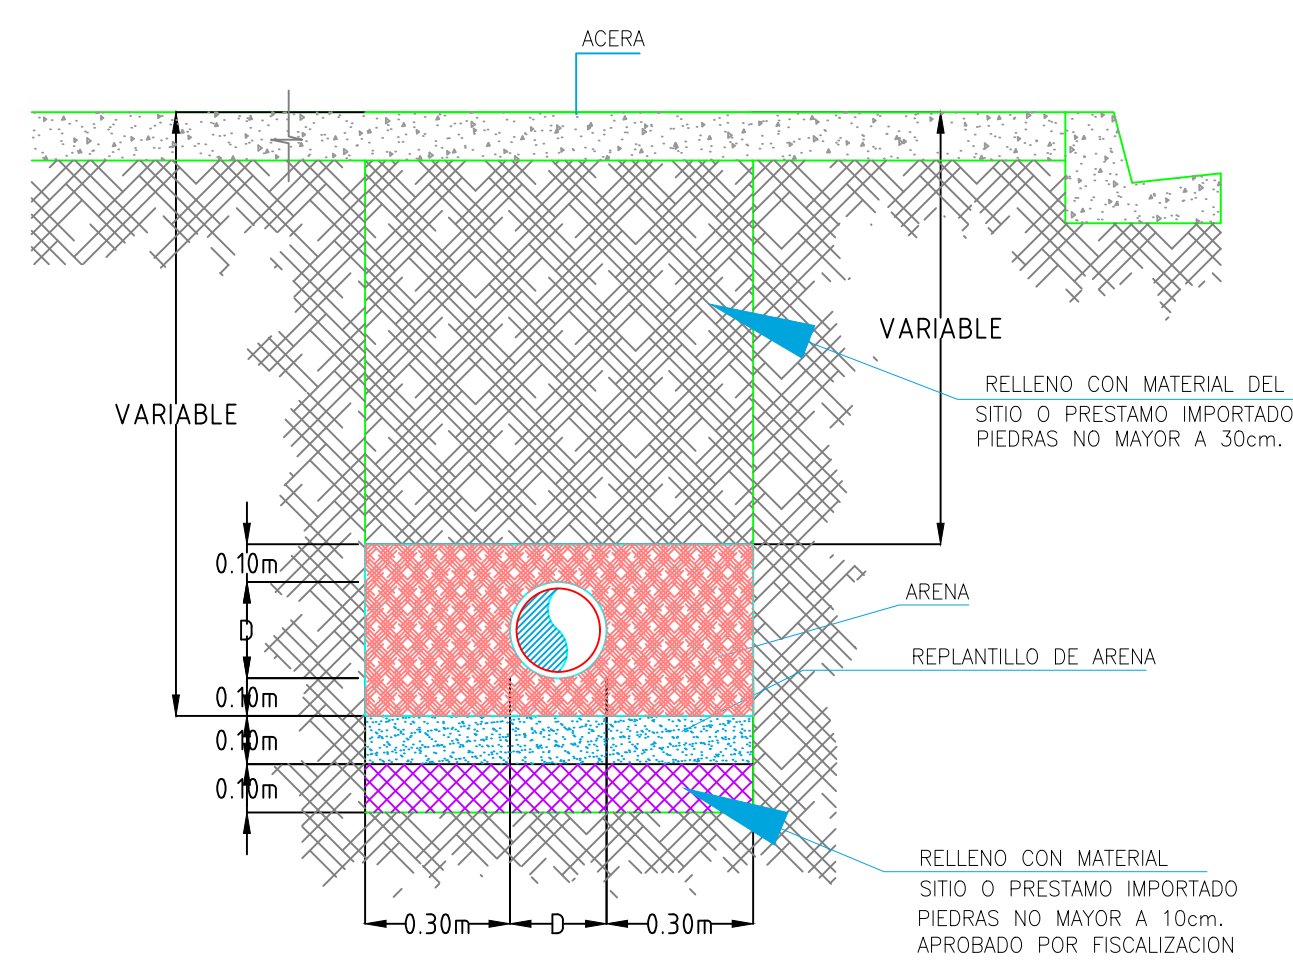 ACERA
VARIABLE
RELLENO CON MATERIAL DEL
SITIO O PRESTAMO IMPORTADO
PIEDRAS NO MAYOR A 30cm.
VARIABLE
0.10m
ARENA
D
REPLANTILLO DE ARENA
0.10m
0.10m
0.10m
RELLENO CON MATERIAL
SITIO O PRESTAMO IMPORTADO
PIEDRAS NO MAYOR A 10cm.
APROBADO POR FISCALIZACION
0.30m D 0.30m